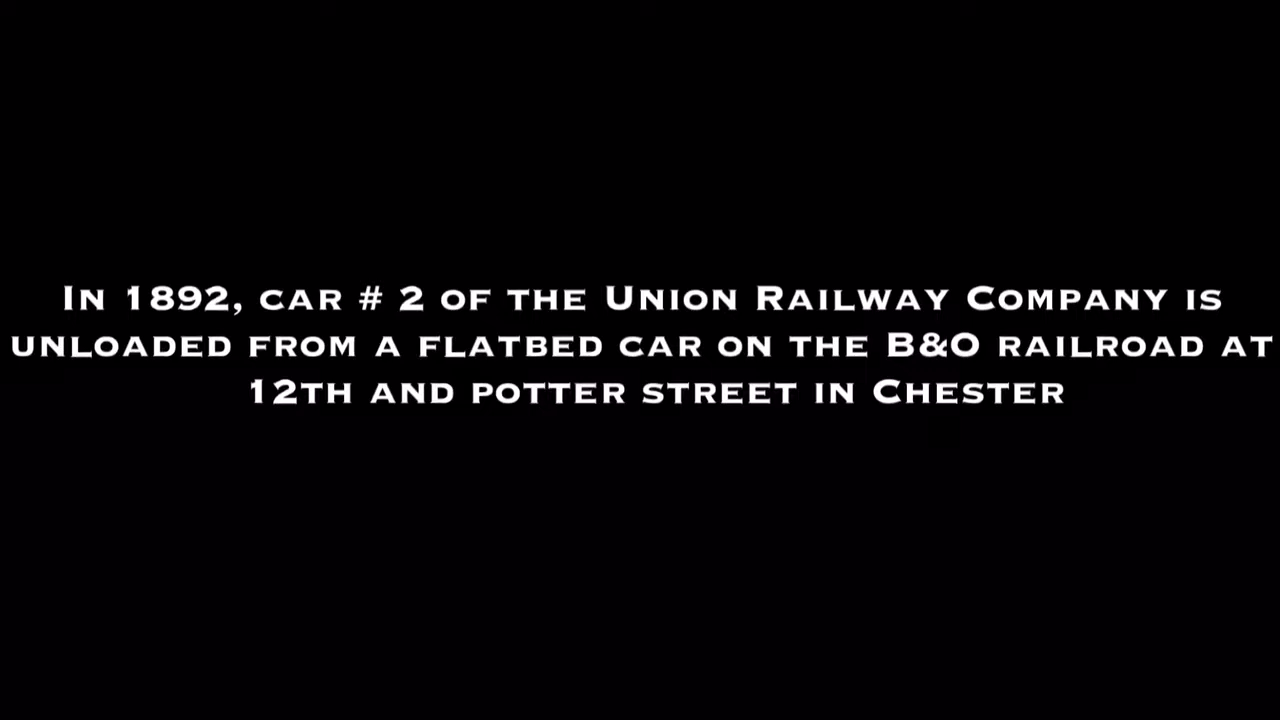 In 1892, car # 2 of the Union Railway Company is
unloaded from a flatbed car on the B&O railroad at
12th and potter street in Chester